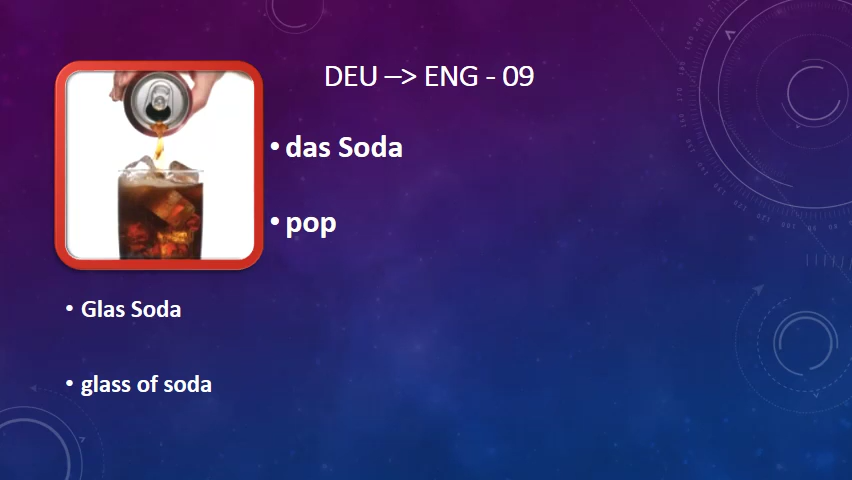 DEU –> ENG - 09
• das Soda
• pop
• Glas Soda
• glass of soda